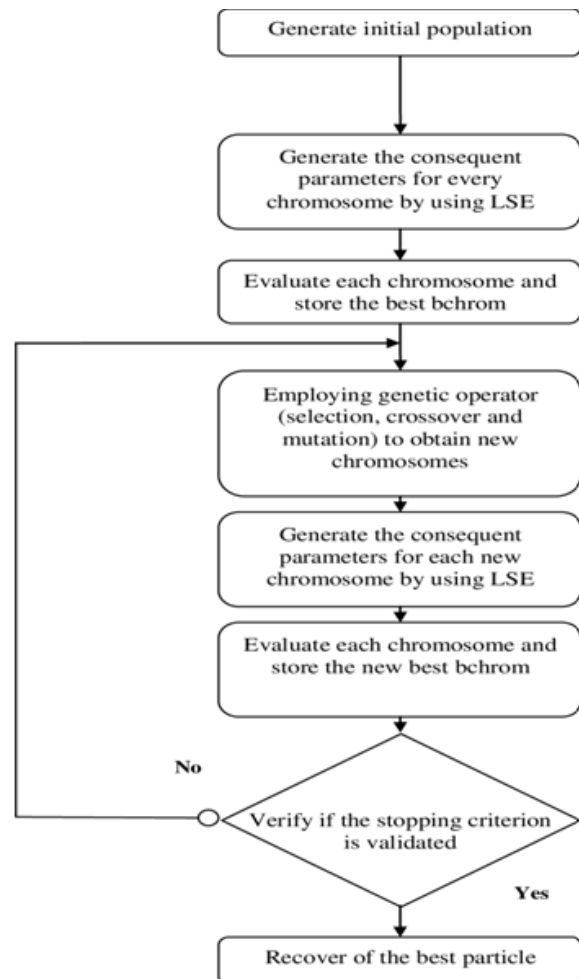 Generate initial population
Generate the consequent
parameters for every
chromosome by using LSE
Evaluate each chromosome and
store the best bchrom
Employing genetic operator
(selection, crossover and
mutation) to obtain new
chromosomes
Generate the consequent
parameters for each new
chromosome by using LSE
Evaluate each chromosome and
store the new best bchrom
No
Verify if the stopping criterion
is validated
Yes
Recover of the best particle